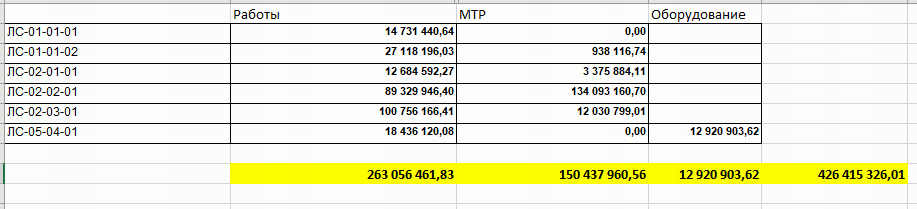 Работы МТР Оборудование
ЛС-01-01-01 14 731 440,64 0,00
ЛС-01-01-02 27 118 196,03 938 116,74
ЛС-02-01-01 12 684 592,27 3 375 884,11
ЛС-02-02-01 89 329 946,40 134 093 160,70
ЛС-02-03-01 100 756 166,41 12 030 799,01
ЛС-05-04-01 18 436 120,08 0,00 12 920 903,62
263 056 461,83 150 437 960,56 12 920 903,62 426 415 326,01